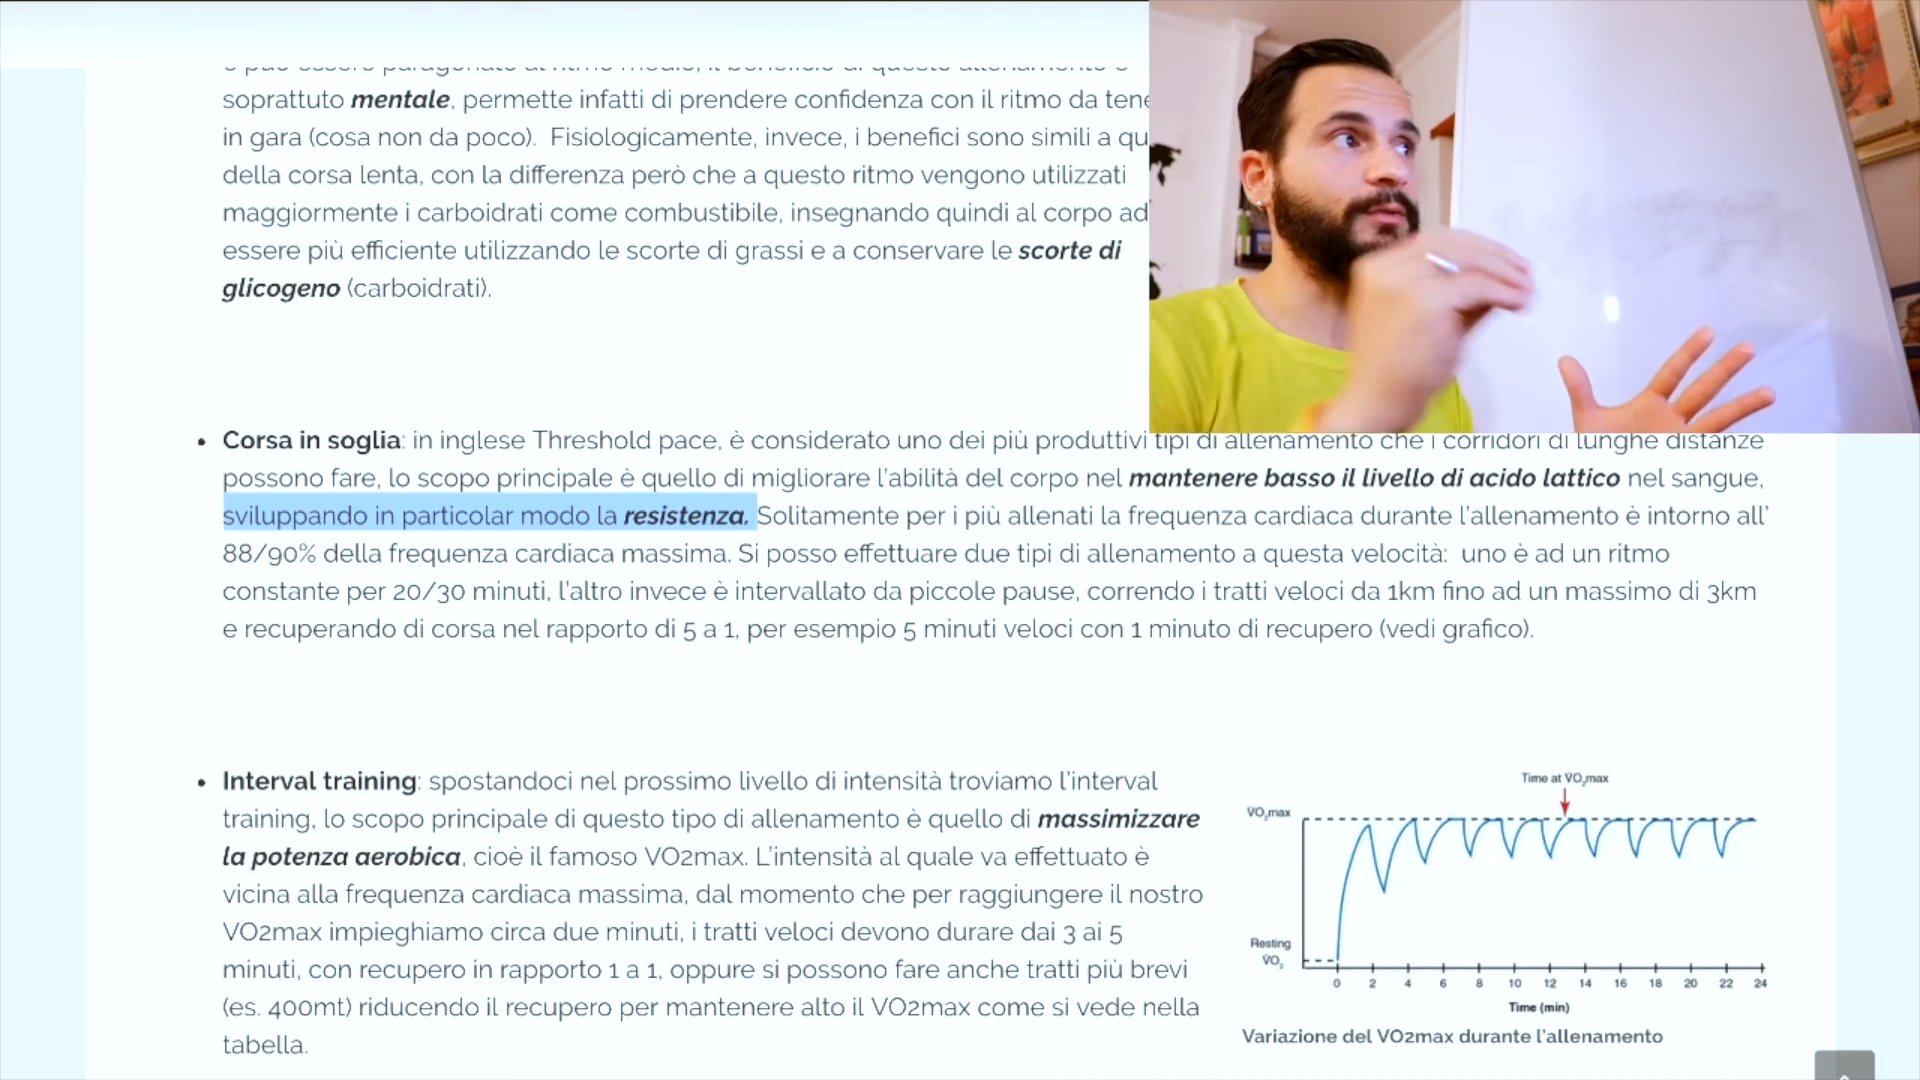 soprattuto mentale, permette infatti di prendere confidenza con il ritmo da tene
in gara (cosa non da poco). Fisiologicamente, invece, i benefici sono simili a qu
della corsa lenta, con la differenza però che a questo ritmo vengono utilizzati
maggiormente i carboidrati come combustibile, insegnando quindi al corpo ad
essere più efficiente utilizzando le scorte di grassi e a conservare le scorte di
glicogeno (carboidrati).
• Corsa in soglia: in inglese Threshold pace, è considerato uno dei più produttivi tipi di allenamento che i corridori di lunghe distanze
possono fare, lo scopo principale è quello di migliorare l'abilità del corpo nel mantenere basso il livello di acido lattico nel sangue,
sviluppando in particolar modo la resistenza. Solitamente per i più allenati la frequenza cardiaca durante l'allenamento è intorno all'
88/90% della frequenza cardiaca massima. Si posso effettuare due tipi di allenamento a questa velocità: uno è ad un ritmo
constante per 20/30 minuti, l'altro invece è intervallato da piccole pause, correndo i tratti veloci da 1km fino ad un massimo di 3km
e recuperando di corsa nel rapporto di 5 a 1, per esempio 5 minuti veloci con 1 minuto di recupero (vedi grafico).
• Interval training: spostandoci nel prossimo livello di intensità troviamo l'interval
training, lo scopo principale di questo tipo di allenamento è quello di massimizzare
la potenza aerobica, cioè il famoso VO2max. L'intensità al quale va effettuato è
vicina alla frequenza cardiaca massima, dal momento che per raggiungere il nostro
VO2max impieghiamo circa due minuti, i tratti veloci devono durare dai 3 ai 5
minuti, con recupero in rapporto 1 a 1, oppure si possono fare anche tratti più brevi
(es. 400mt) riducendo il recupero per mantenere alto il VO2max come si vede nella
tabella.
Time at V̇O₂max
V̇O₂max
Resting
V̇O₂
0 2 4 6 8 10 12 14 16 18 20 22 24
Time (min)
Variazione del VO2max durante l'allenamento